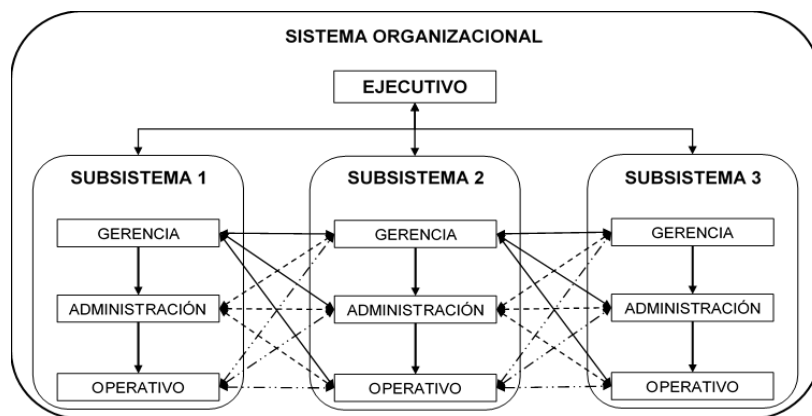 SISTEMA ORGANIZACIONAL
EJECUTIVO
SUBSISTEMA 1
SUBSISTEMA 2
SUBSISTEMA 3
GERENCIA
GERENCIA
GERENCIA
ADMINISTRACIÓN
ADMINISTRACIÓN
ADMINISTRACIÓN
OPERATIVO
OPERATIVO
OPERATIVO